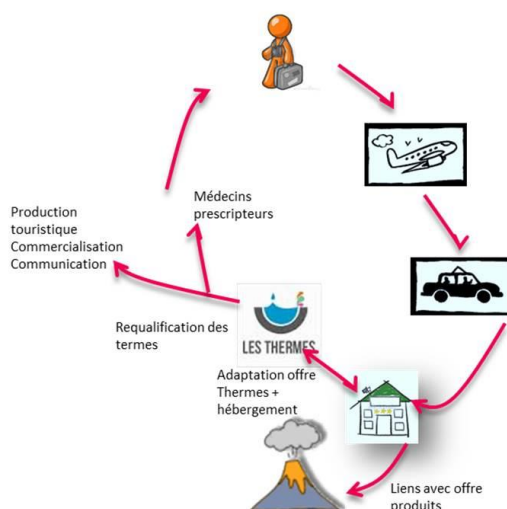 Médecins
prescripteurs
Production
touristique
Commercialisation
Communication
Requalification des
termes
LES THERMES
Adaptation offre
Thermes +
hébergement
Liens avec offre
produits